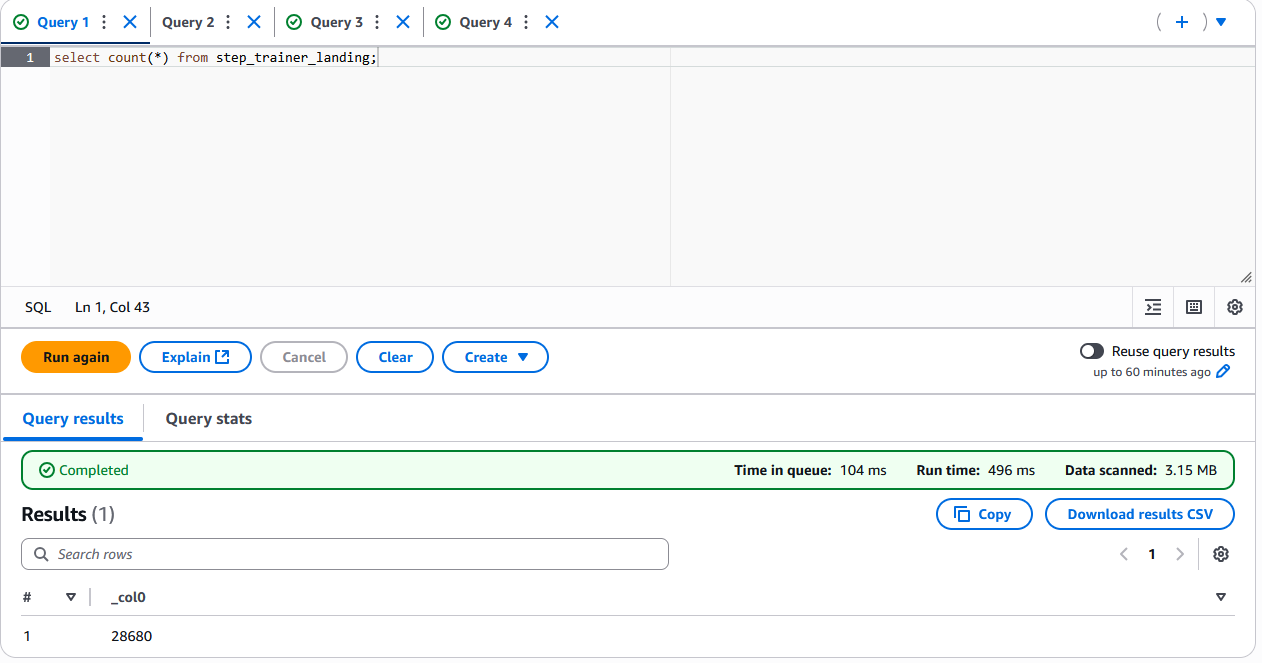 Query 1 Query 2 Query 3 Query 4
1 select count(*) from step_trainer_landing;
SQL Ln 1, Col 43
Run again Explain Cancel Clear Create Reuse query results
up to 60 minutes ago
Query results Query stats
Completed Time in queue: 104 ms Run time: 496 ms Data scanned: 3.15 MB
Results (1) Copy Download results CSV
Search rows 1
# _col0
1 28680